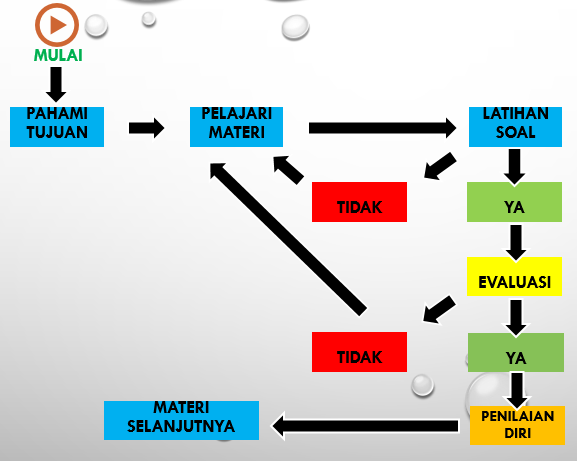 MULAI
PAHAMI
TUJUAN
PELAJARI
MATERI
LATIHAN
SOAL
TIDAK
YA
EVALUASI
TIDAK
YA
MATERI
SELANJUTNYA
PENILAIAN
DIRI